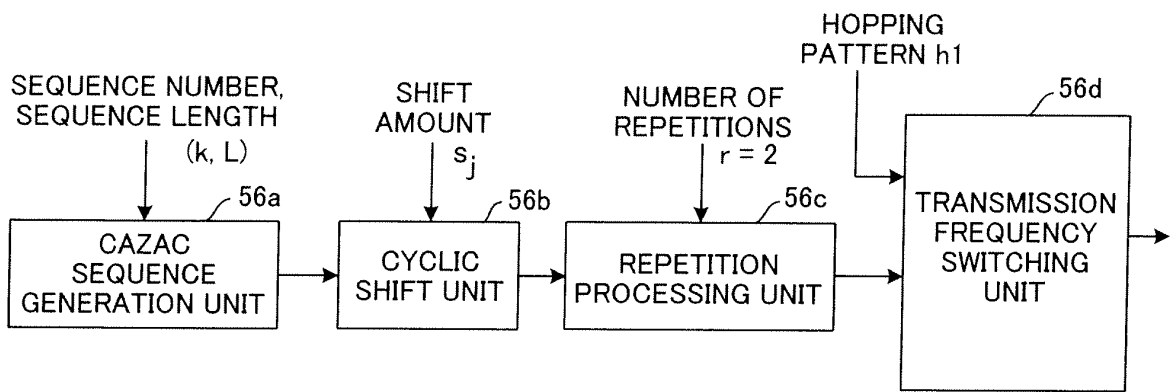 HOPPING
PATTERN h1
SEQUENCE NUMBER,
SEQUENCE LENGTH
(k, L)
SHIFT
AMOUNT
s_j
NUMBER OF
REPETITIONS
r = 2
56a
56b
56c
56d
CAZAC
SEQUENCE
GENERATION UNIT
CYCLIC
SHIFT UNIT
REPETITION
PROCESSING UNIT
TRANSMISSION
FREQUENCY
SWITCHING
UNIT